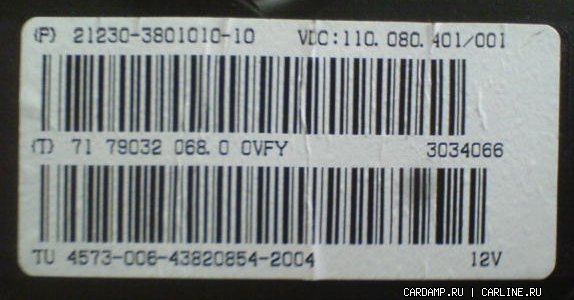 (P) 21230-3801010-10 VDC:110. 080. 401/001
(T) 71 79032 068. 0 0VFY 3034066
TU 4573-006-43820854-2004 12V
CARDAMP.RU | CARLINE.RU